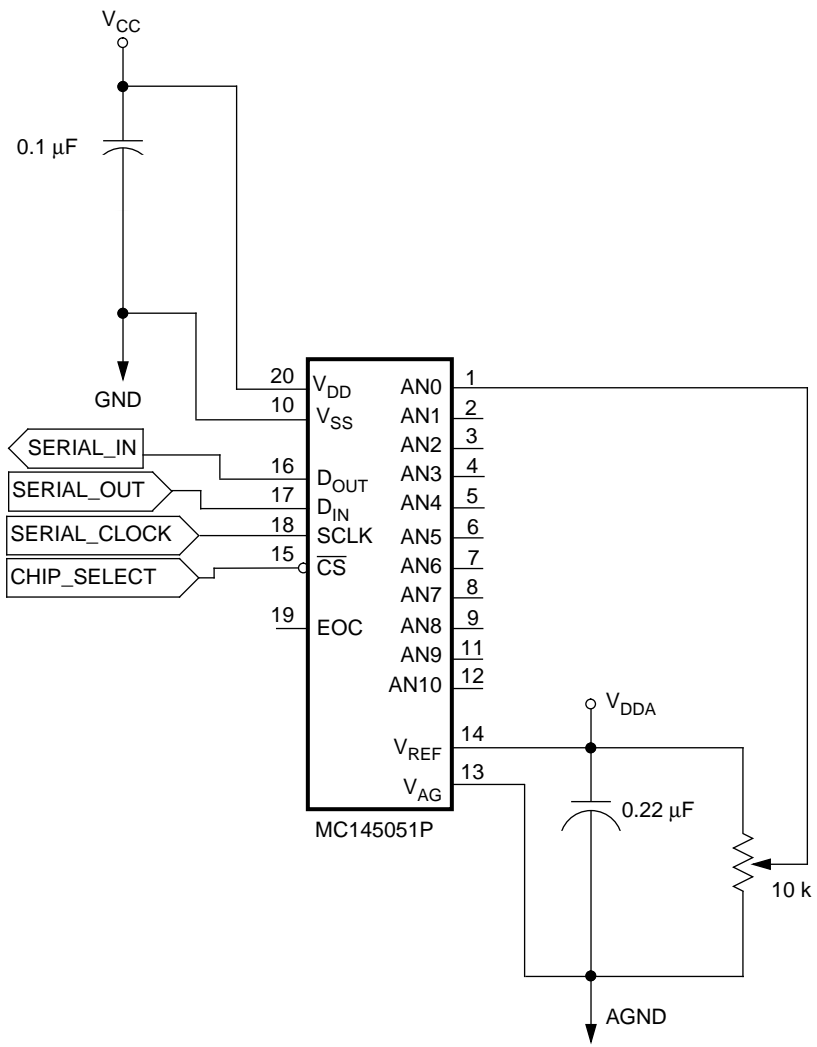 VCC
0.1 μF
GND
20 VDD AN0 1
10 VSS AN1 2
AN2 3
SERIAL_IN 16 DOUT AN3 4
SERIAL_OUT 17 DIN AN4 5
SERIAL_CLOCK 18 SCLK AN5 6
CHIP_SELECT 15 C̅S̅ AN6 7
AN7 8
19 EOC AN8 9
AN9 11
AN10 12
VDDA
VREF 14
VAG 13
0.22 μF
MC145051P
10 k
AGND